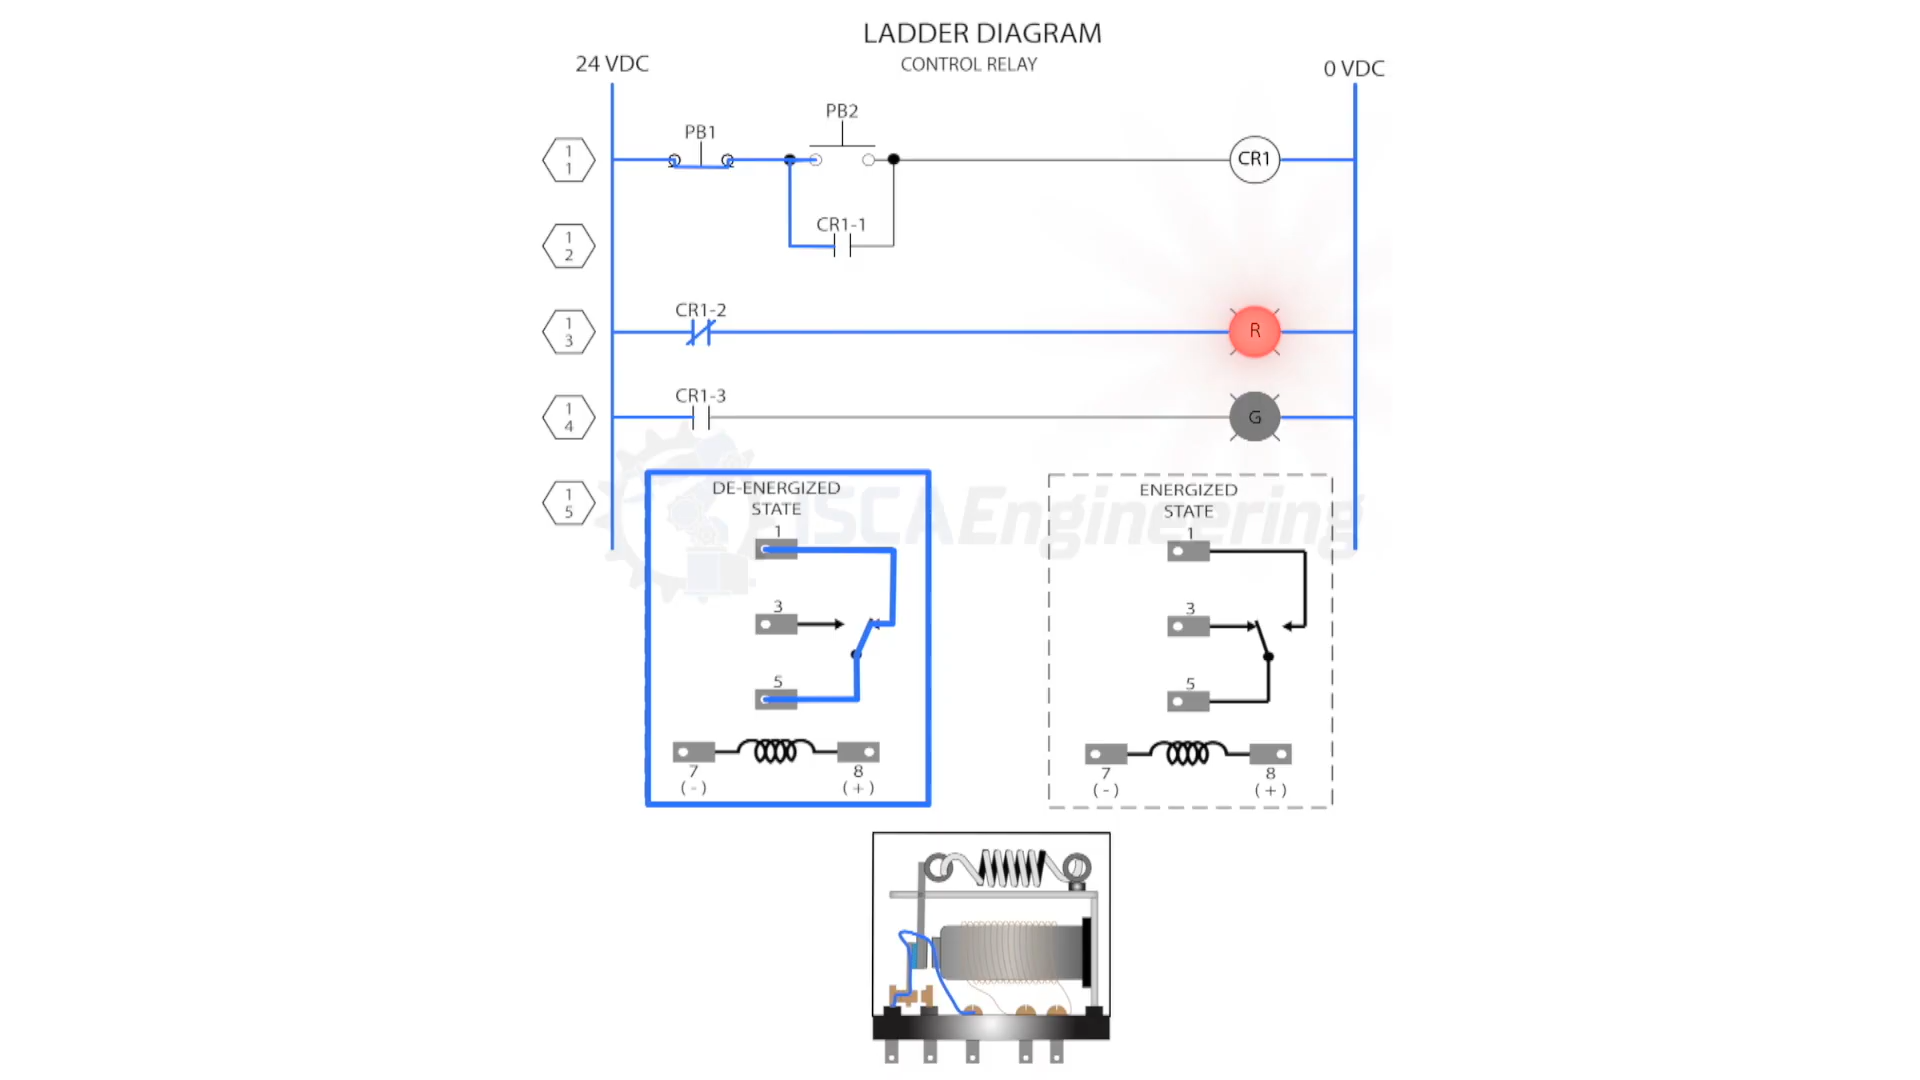 LADDER DIAGRAM
CONTROL RELAY
24 VDC
0 VDC
PB2
PB1
1
1
CR1
CR1-1
1
2
CR1-2
1
3
R
CR1-3
1
4
G
1
5
DE-ENERGIZED
STATE
1
3
5
7
8
( - )
( + )
ENERGIZED
STATE
1
3
5
7
8
( - )
( + )
Engineering